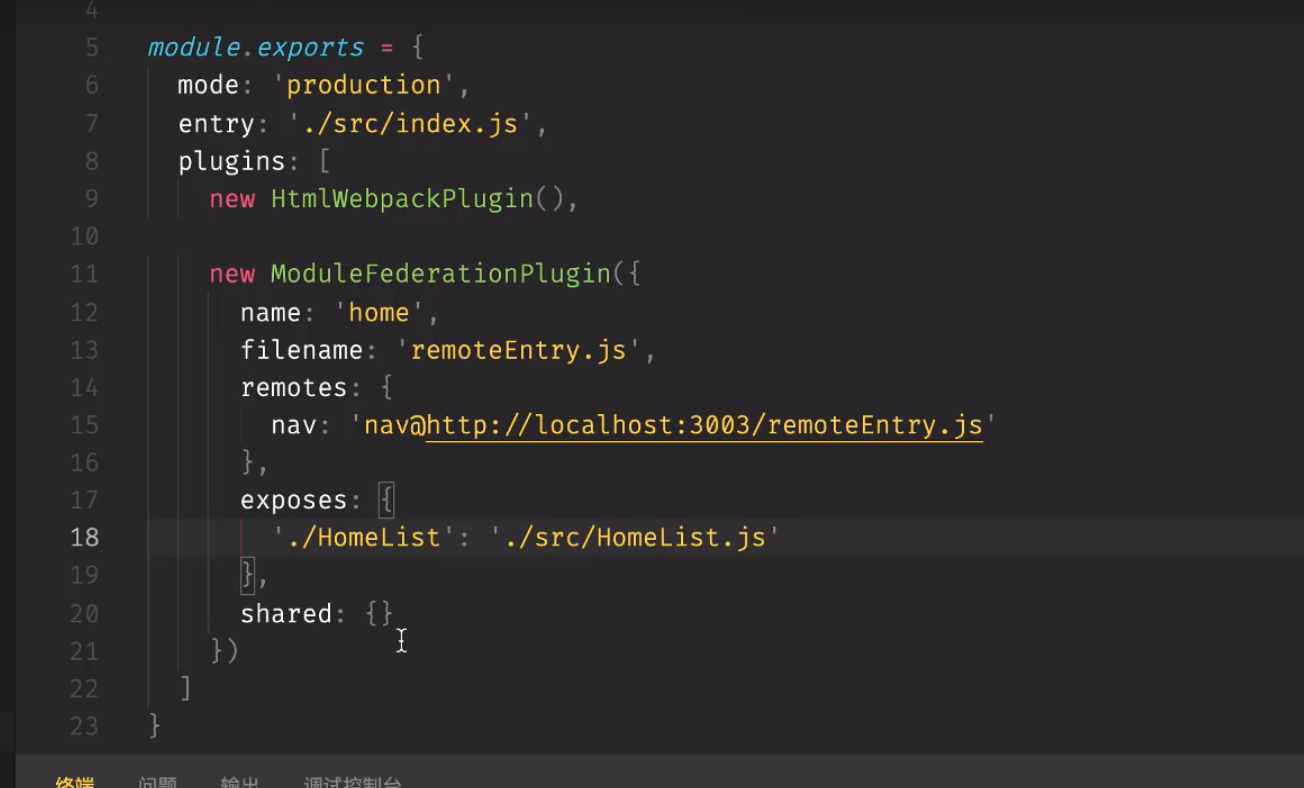 4
5 module.exports = {
6 mode: 'production',
7 entry: './src/index.js',
8 plugins: [
9 new HtmlWebpackPlugin(),
10
11 new ModuleFederationPlugin({
12 name: 'home',
13 filename: 'remoteEntry.js',
14 remotes: {
15 nav: 'nav@http://localhost:3003/remoteEntry.js'
16 },
17 exposes: {
18 './HomeList': './src/HomeList.js'
19 },
20 shared: {}
21 })
22 ]
23 }
终端 问题 输出 调试控制台